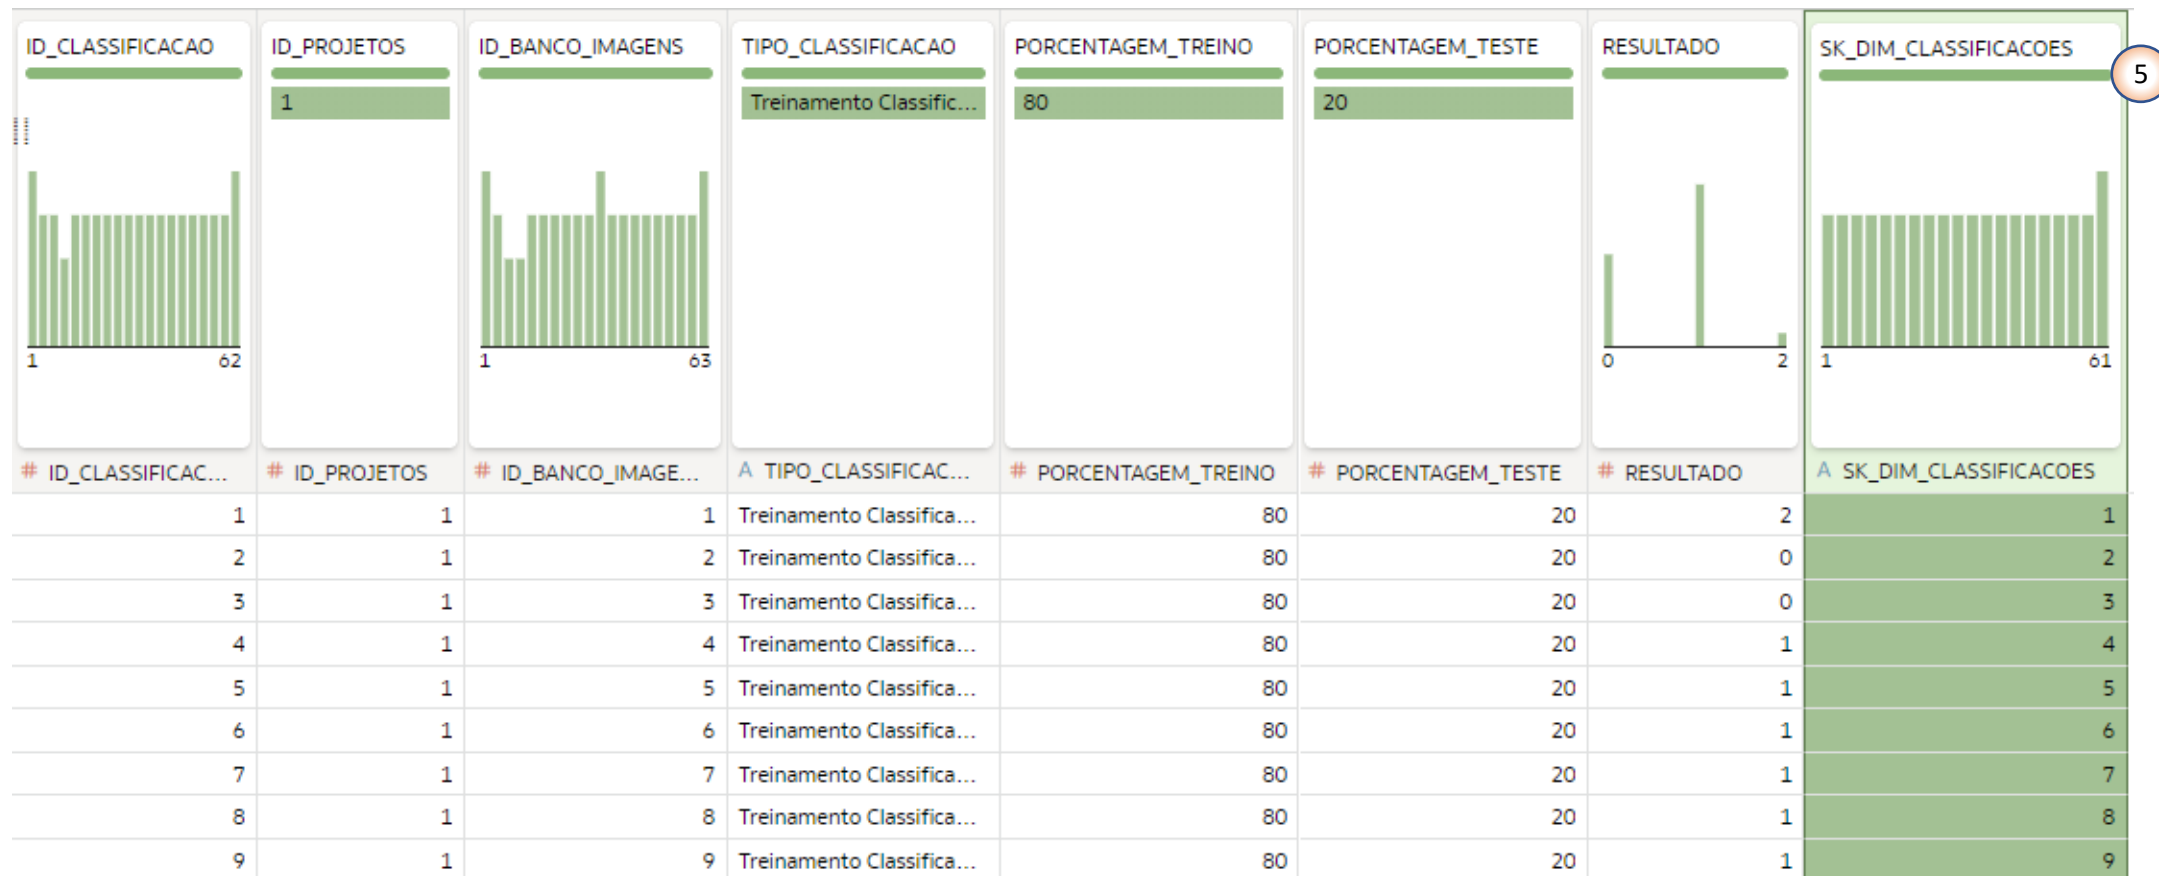 ID_CLASSIFICACAO ID_PROJETOS ID_BANCO_IMAGENS TIPO_CLASSIFICACAO PORCENTAGEM_TREINO PORCENTAGEM_TESTE RESULTADO SK_DIM_CLASSIFICACOES 5
1 Treinamento Classific... 80 20
1 62 1 63 0 2 1 61
# ID_CLASSIFICAC... # ID_PROJETOS # ID_BANCO_IMAGE... A TIPO_CLASSIFICAC... # PORCENTAGEM_TREINO # PORCENTAGEM_TESTE # RESULTADO A SK_DIM_CLASSIFICACOES
1 1 1 Treinamento Classifica... 80 20 2 1
2 1 2 Treinamento Classifica... 80 20 0 2
3 1 3 Treinamento Classifica... 80 20 0 3
4 1 4 Treinamento Classifica... 80 20 1 4
5 1 5 Treinamento Classifica... 80 20 1 5
6 1 6 Treinamento Classifica... 80 20 1 6
7 1 7 Treinamento Classifica... 80 20 1 7
8 1 8 Treinamento Classifica... 80 20 1 8
9 1 9 Treinamento Classifica... 80 20 1 9